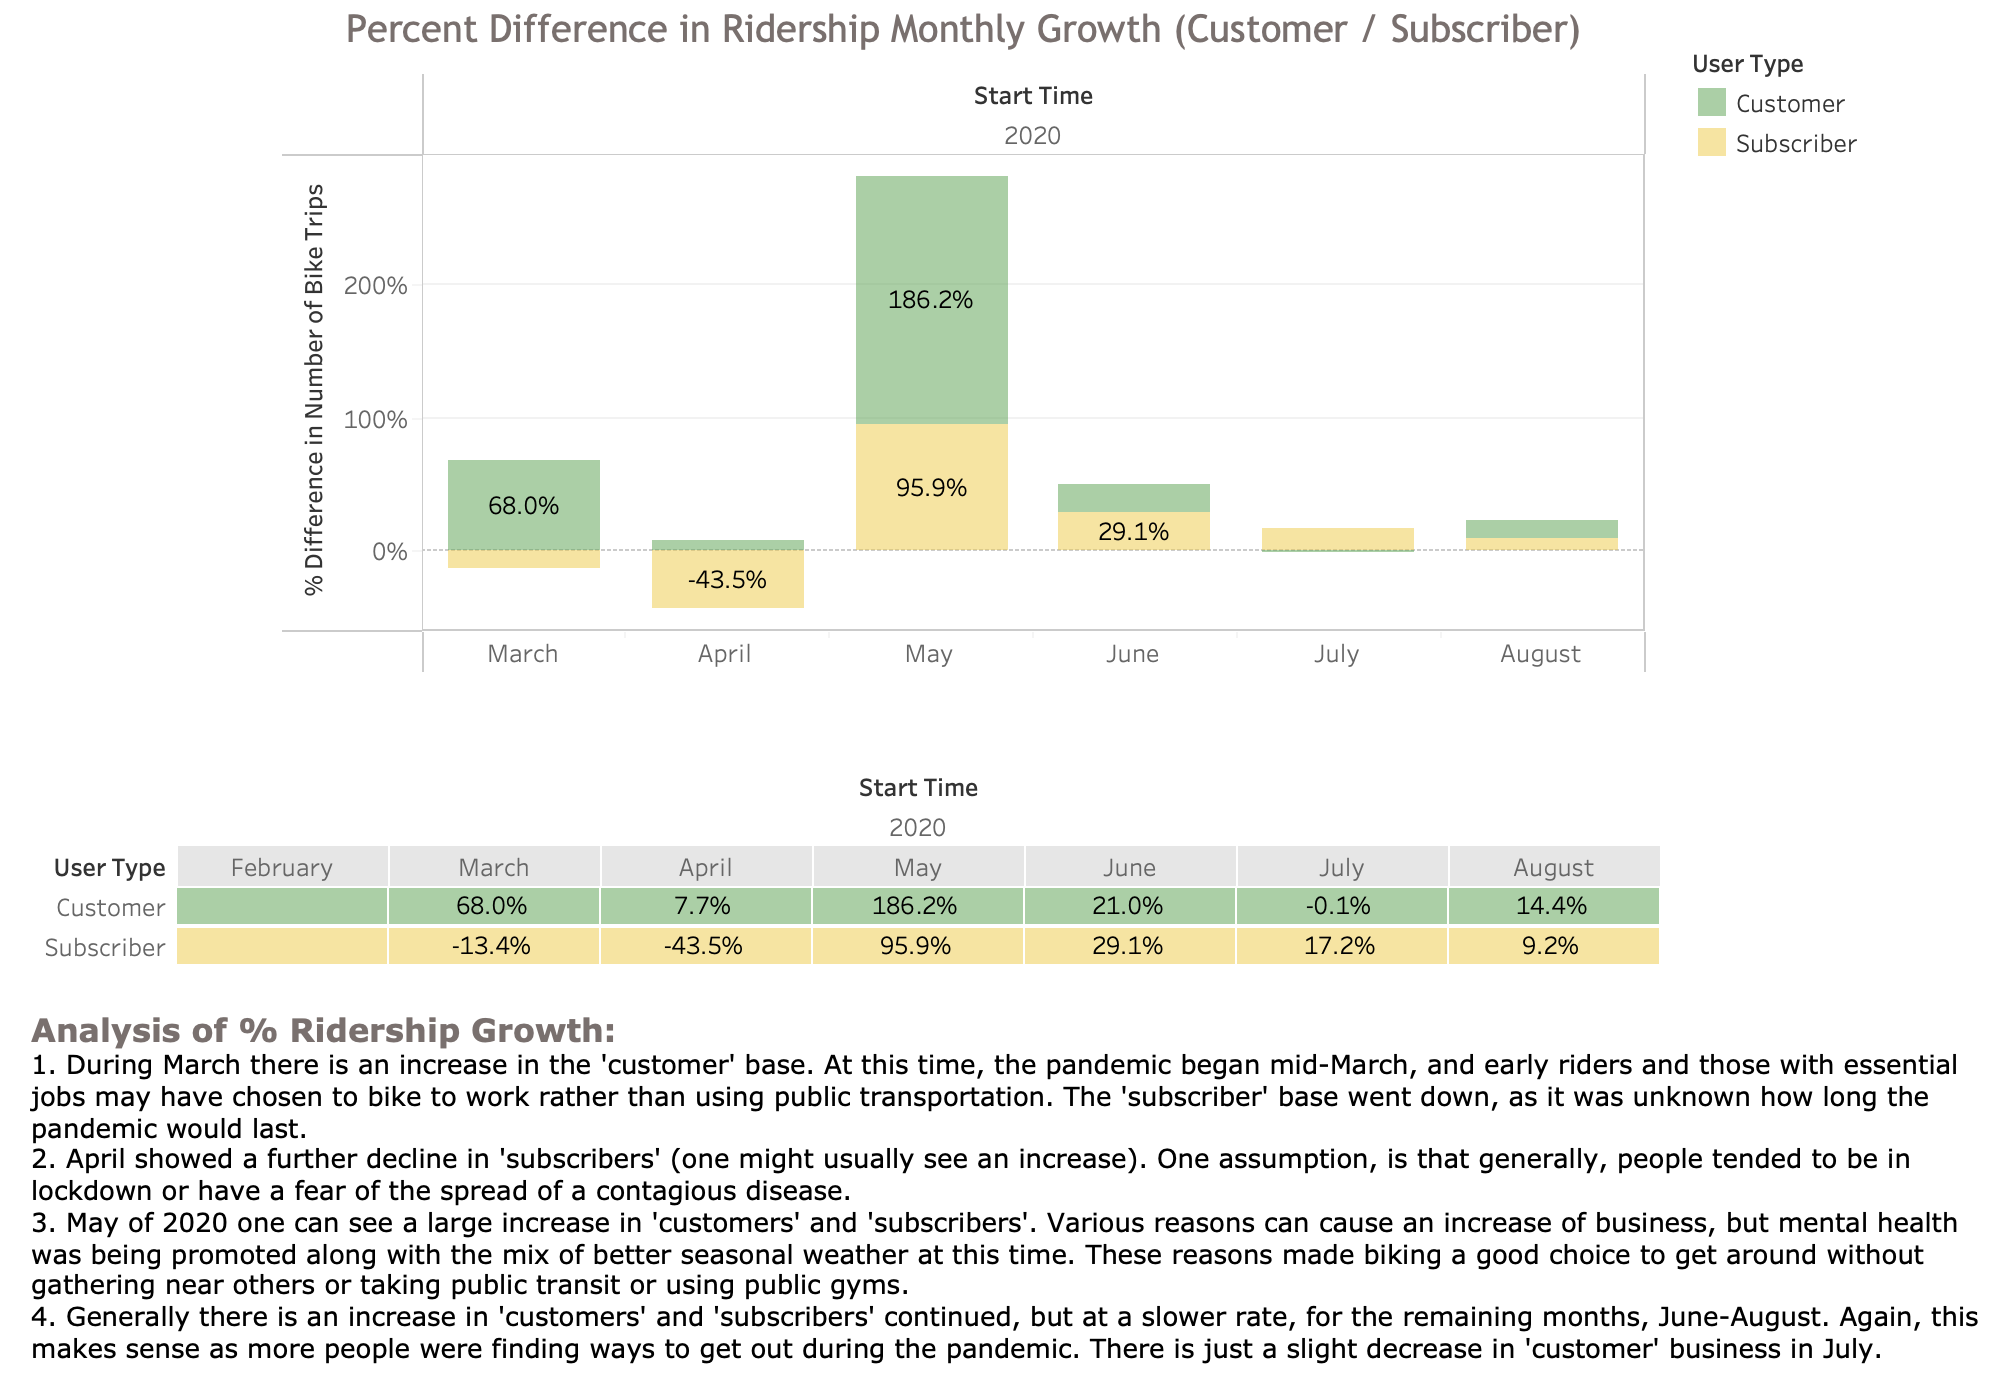 Percent Difference in Ridership Monthly Growth (Customer / Subscriber)
User Type
Customer
Subscriber
Start Time
2020
% Difference in Number of Bike Trips
200%
100%
0%
186.2%
95.9%
68.0%
-43.5%
29.1%
March April May June July August
Start Time
2020
User Type February March April May June July August
Customer 68.0% 7.7% 186.2% 21.0% -0.1% 14.4%
Subscriber -13.4% -43.5% 95.9% 29.1% 17.2% 9.2%
Analysis of % Ridership Growth:
1. During March there is an increase in the 'customer' base. At this time, the pandemic began mid-March, and early riders and those with essential
jobs may have chosen to bike to work rather than using public transportation. The 'subscriber' base went down, as it was unknown how long the
pandemic would last.
2. April showed a further decline in 'subscribers' (one might usually see an increase). One assumption, is that generally, people tended to be in
lockdown or have a fear of the spread of a contagious disease.
3. May of 2020 one can see a large increase in 'customers' and 'subscribers'. Various reasons can cause an increase of business, but mental health
was being promoted along with the mix of better seasonal weather at this time. These reasons made biking a good choice to get around without
gathering near others or taking public transit or using public gyms.
4. Generally there is an increase in 'customers' and 'subscribers' continued, but at a slower rate, for the remaining months, June-August. Again, this
makes sense as more people were finding ways to get out during the pandemic. There is just a slight decrease in 'customer' business in July.